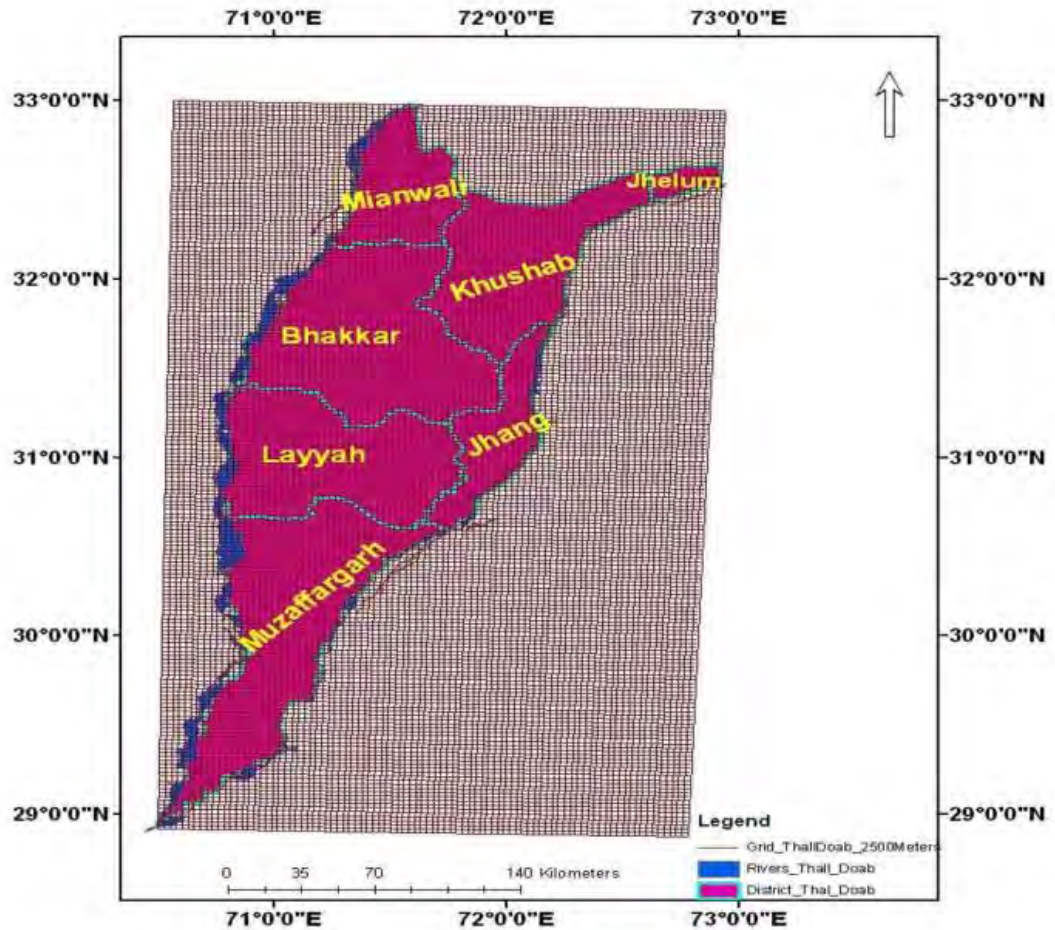 71°0'0"E 72°0'0"E 73°0'0"E
33°0'0"N 33°0'0"N
Jhelum
Mianwali
32°0'0"N 32°0'0"N
Khushab
Bhakkar
31°0'0"N 31°0'0"N
Jhang
Layyah
30°0'0"N 30°0'0"N
Muzaffargarh
29°0'0"N 29°0'0"N
Legend
Grid_ThallDoab_2500Meters
Rivers_Thall_Doab
District_Thal_Doab
0 35 70 140 Kilometers
71°0'0"E 72°0'0"E 73°0'0"E